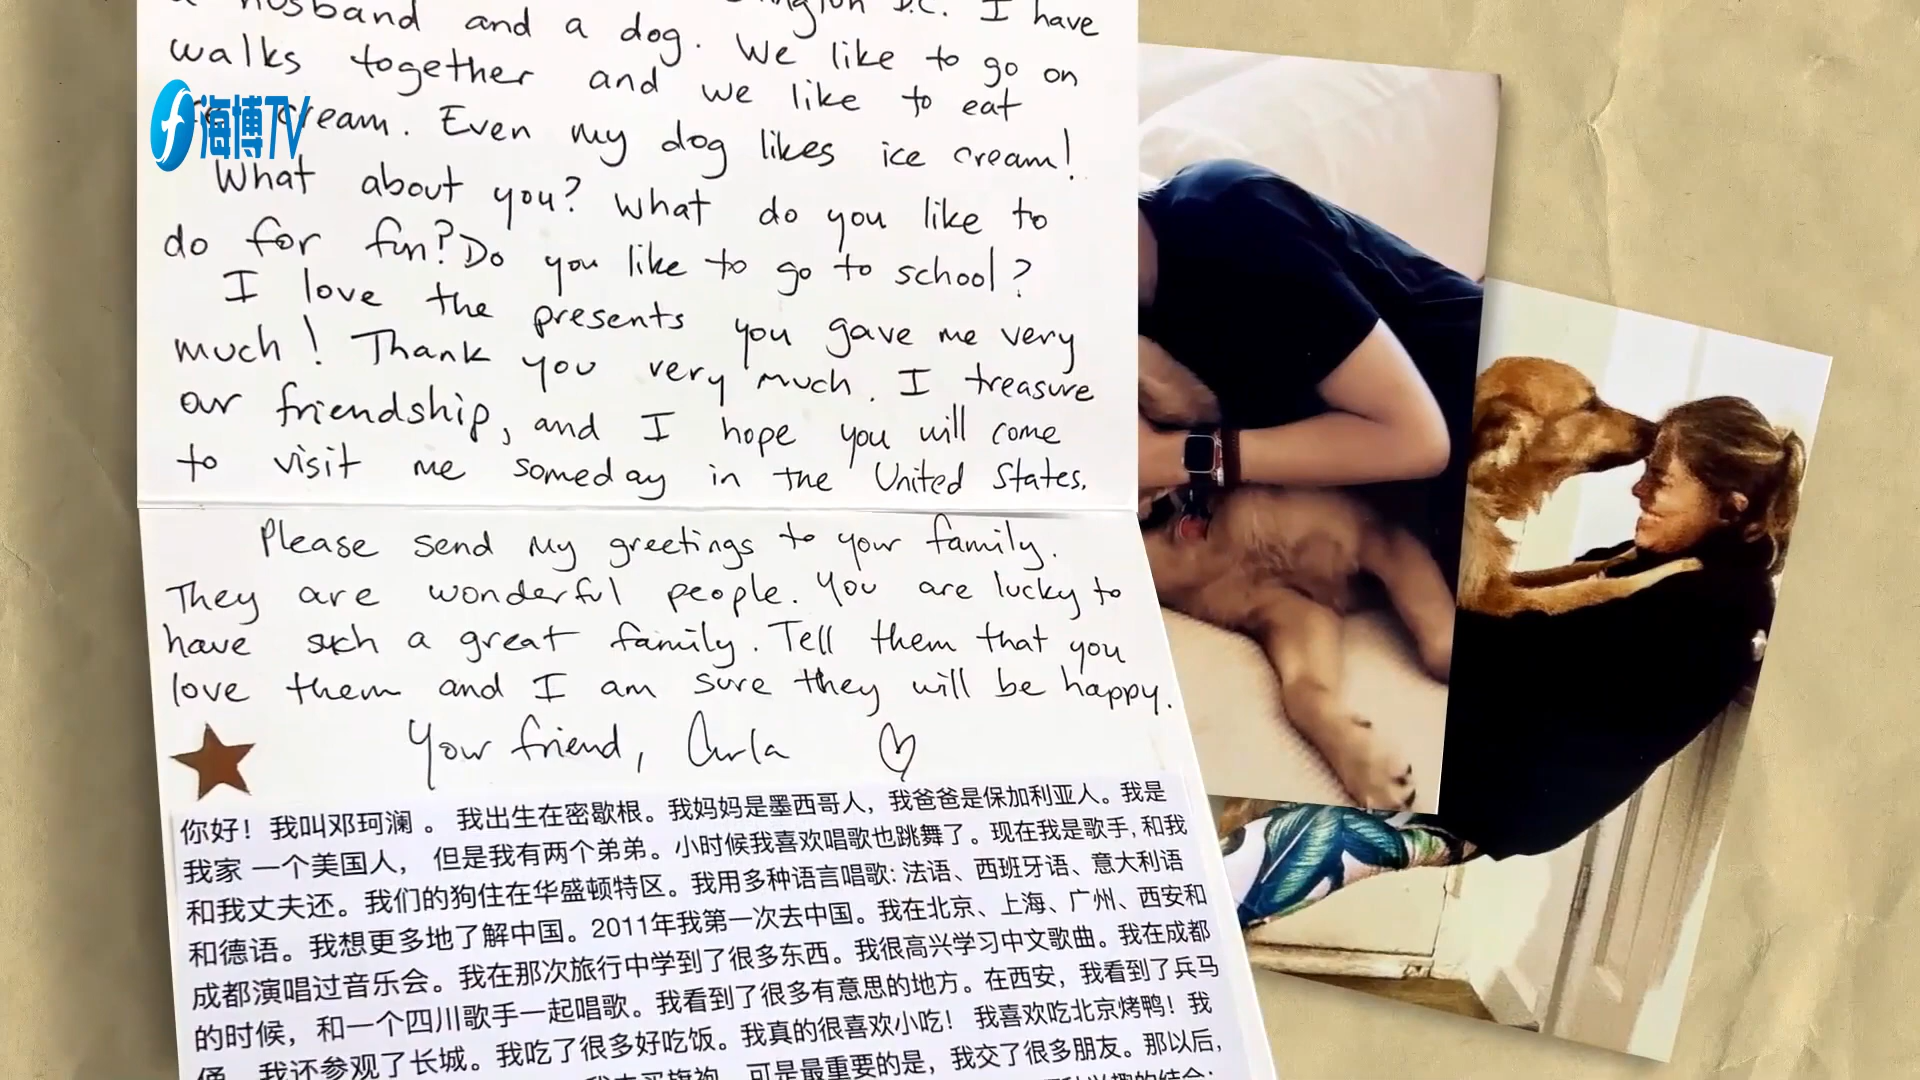 a husband and a dog. We like to go on
walks together and we like to eat
cream. Even my dog likes ice cream!
What about you? What do you like to
do for fun? Do you like to go to school?
I love the presents you gave me very
much! Thank you very much. I treasure
our friendship, and I hope you will come
to visit me someday in the United States.
Please send my greetings to your family.
They are wonderful people. You are lucky to
have such a great family. Tell them that you
love them and I am sure they will be happy.
Your friend, Carla
你好！我叫邓珂澜 。 我出生在密歇根。我妈妈是墨西哥人，我爸爸是保加利亚人。我是
我家 一个美国人， 但是我有两个弟弟。小时候我喜欢唱歌也跳舞了。现在我是歌手, 和我
和我丈夫还。我们的狗住在华盛顿特区。我用多种语言唱歌: 法语、西班牙语、意大利语
和德语。我想更多地了解中国。2011年我第一次去中国。我在北京、上海、广州、西安和
成都演唱过音乐会。我在那次旅行中学到了很多东西。我很高兴学习中文歌曲。我在成都
的时候，和一个四川歌手一起唱歌。我看到了很多有意思的地方。在西安，我看到了兵马
俑，我还参观了长城。我吃了很多好吃饭。我真的很喜欢小吃！ 我喜欢吃北京烤鸭！我
可是最重要的是，我交了很多朋友。那以后,
海博TV